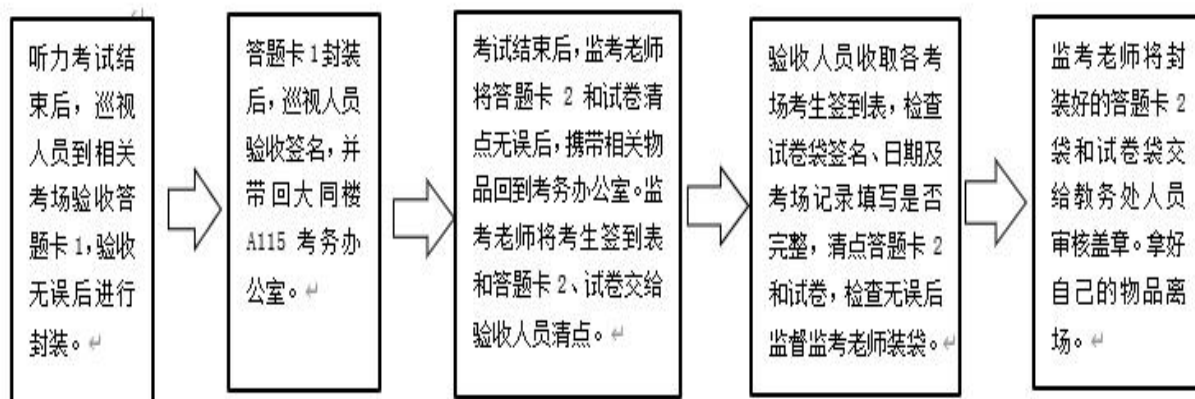 听力考试结
束后，巡视
人员到相关
考场验收答
题卡1，验收
无误后进行
封装。
答题卡1封装
后，巡视人员
验收签名，并
带回大同楼
A115 考务办
公室。
考试结束后，监考老师
将答题卡 2 和试卷清
点无误后，携带相关物
品回到考务办公室。监
考老师将考生签到表
和答题卡 2、试卷交给
验收人员清点。
验收人员收取各考
场考生签到表，检查
试卷袋签名、日期及
考场记录填写是否
完整，清点答题卡 2
和试卷，检查无误后
监督监考老师装袋。
监考老师将封
装好的答题卡 2
袋和试卷袋交
给教务处人员
审核盖章。拿好
自己的物品离
场。